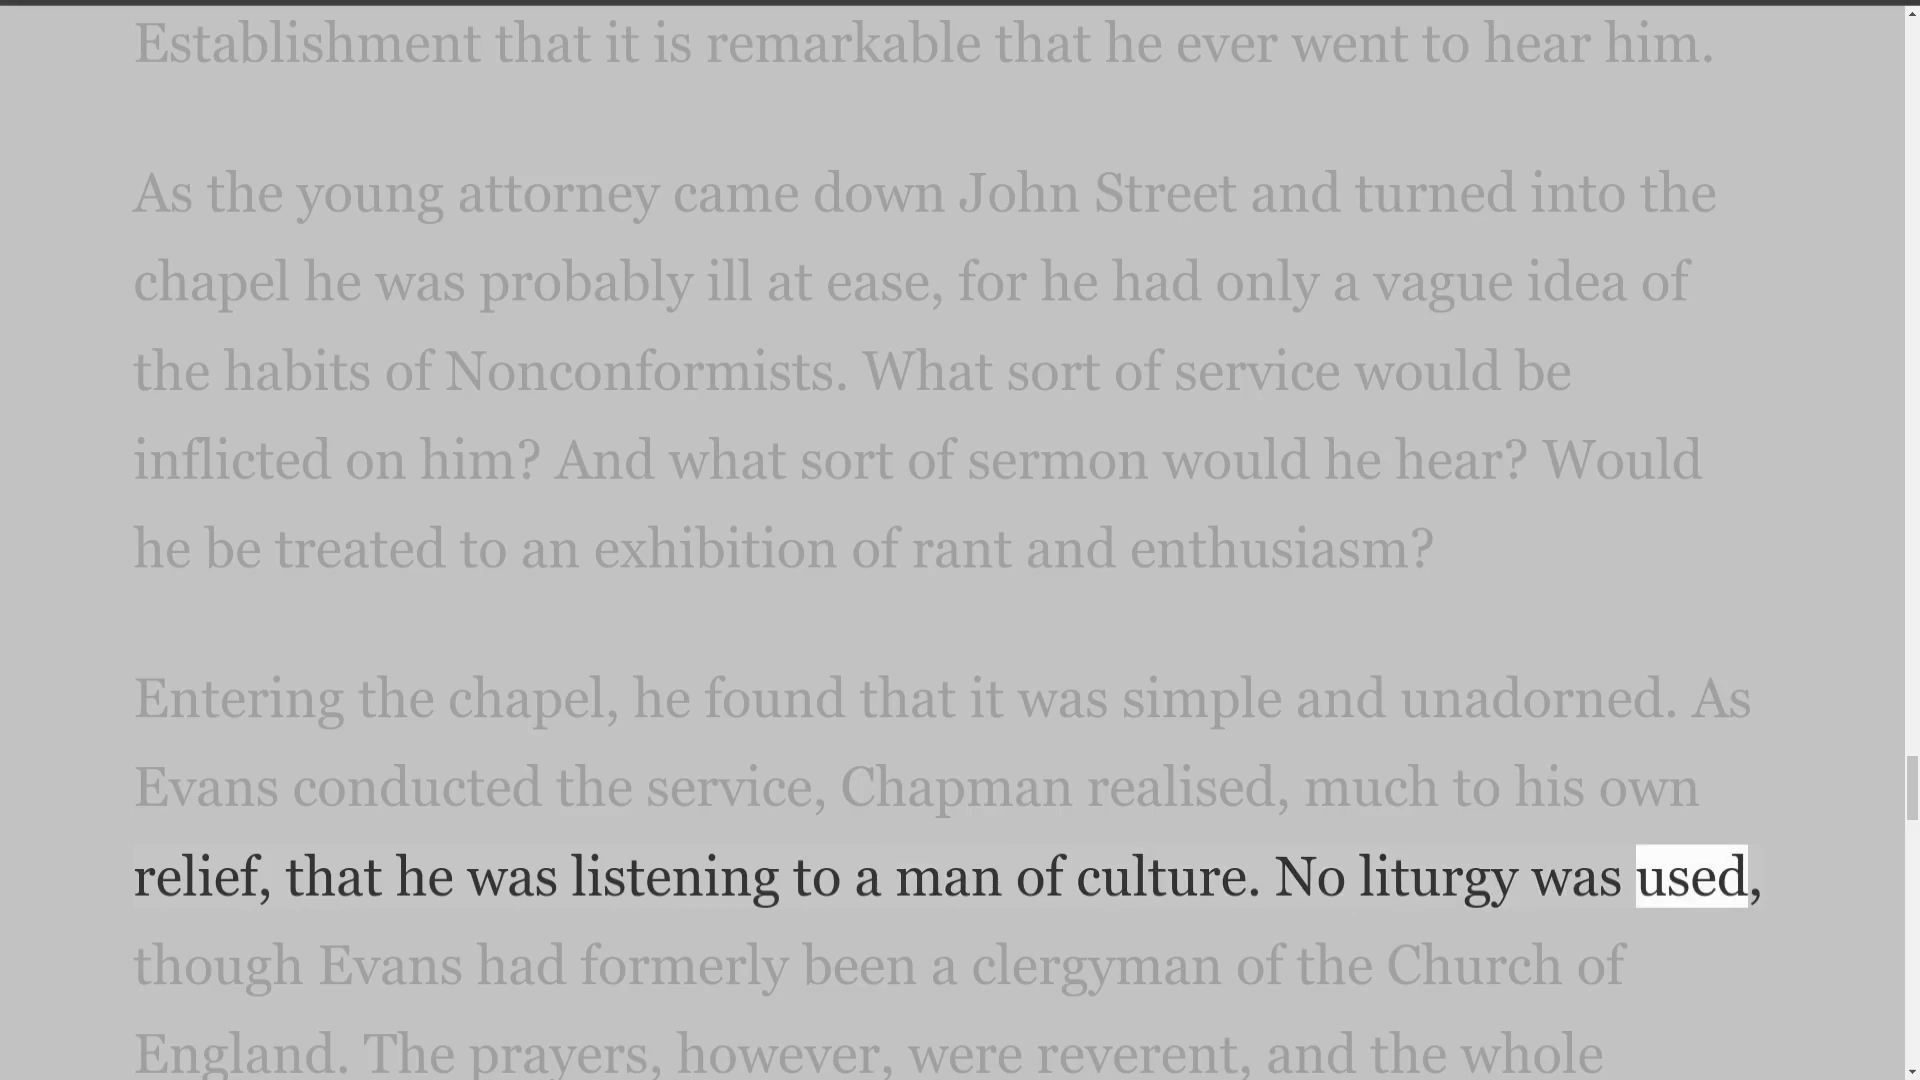 Establishment that it is remarkable that he ever went to hear him.
As the young attorney came down John Street and turned into the
chapel he was probably ill at ease, for he had only a vague idea of
the habits of Nonconformists. What sort of service would be
inflicted on him? And what sort of sermon would he hear? Would
he be treated to an exhibition of rant and enthusiasm?
Entering the chapel, he found that it was simple and unadorned. As
Evans conducted the service, Chapman realised, much to his own
relief, that he was listening to a man of culture. No liturgy was used,
though Evans had formerly been a clergyman of the Church of
England. The prayers, however, were reverent, and the whole